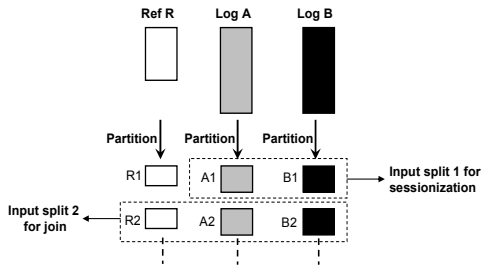 Ref R Log A Log B
Partition Partition Partition
R1 A1 B1
Input split 1 for
sessionization
Input split 2
for join
R2 A2 B2